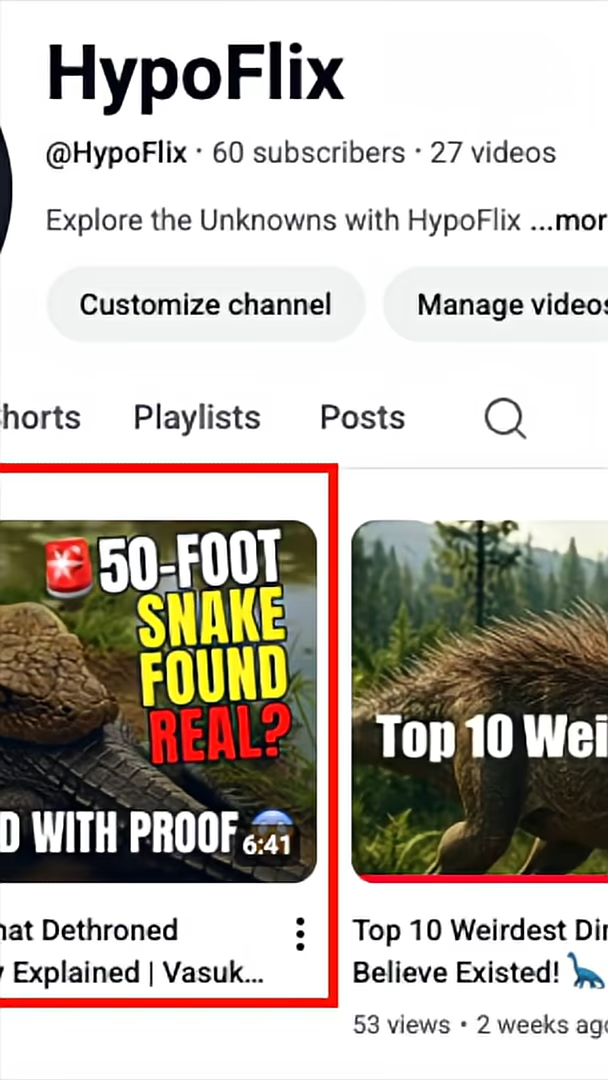 HypoFlix
@HypoFlix · 60 subscribers · 27 videos
Explore the Unknowns with HypoFlix ...mor
Customize channel
Manage videos
horts
Playlists
Posts
50-FOOT
SNAKE
FOUND
REAL?
D WITH PROOF
6:41
Top 10 Wei
hat Dethroned
y Explained | Vasuk...
Top 10 Weirdest Din
Believe Existed! 🦕
53 views • 2 weeks ago